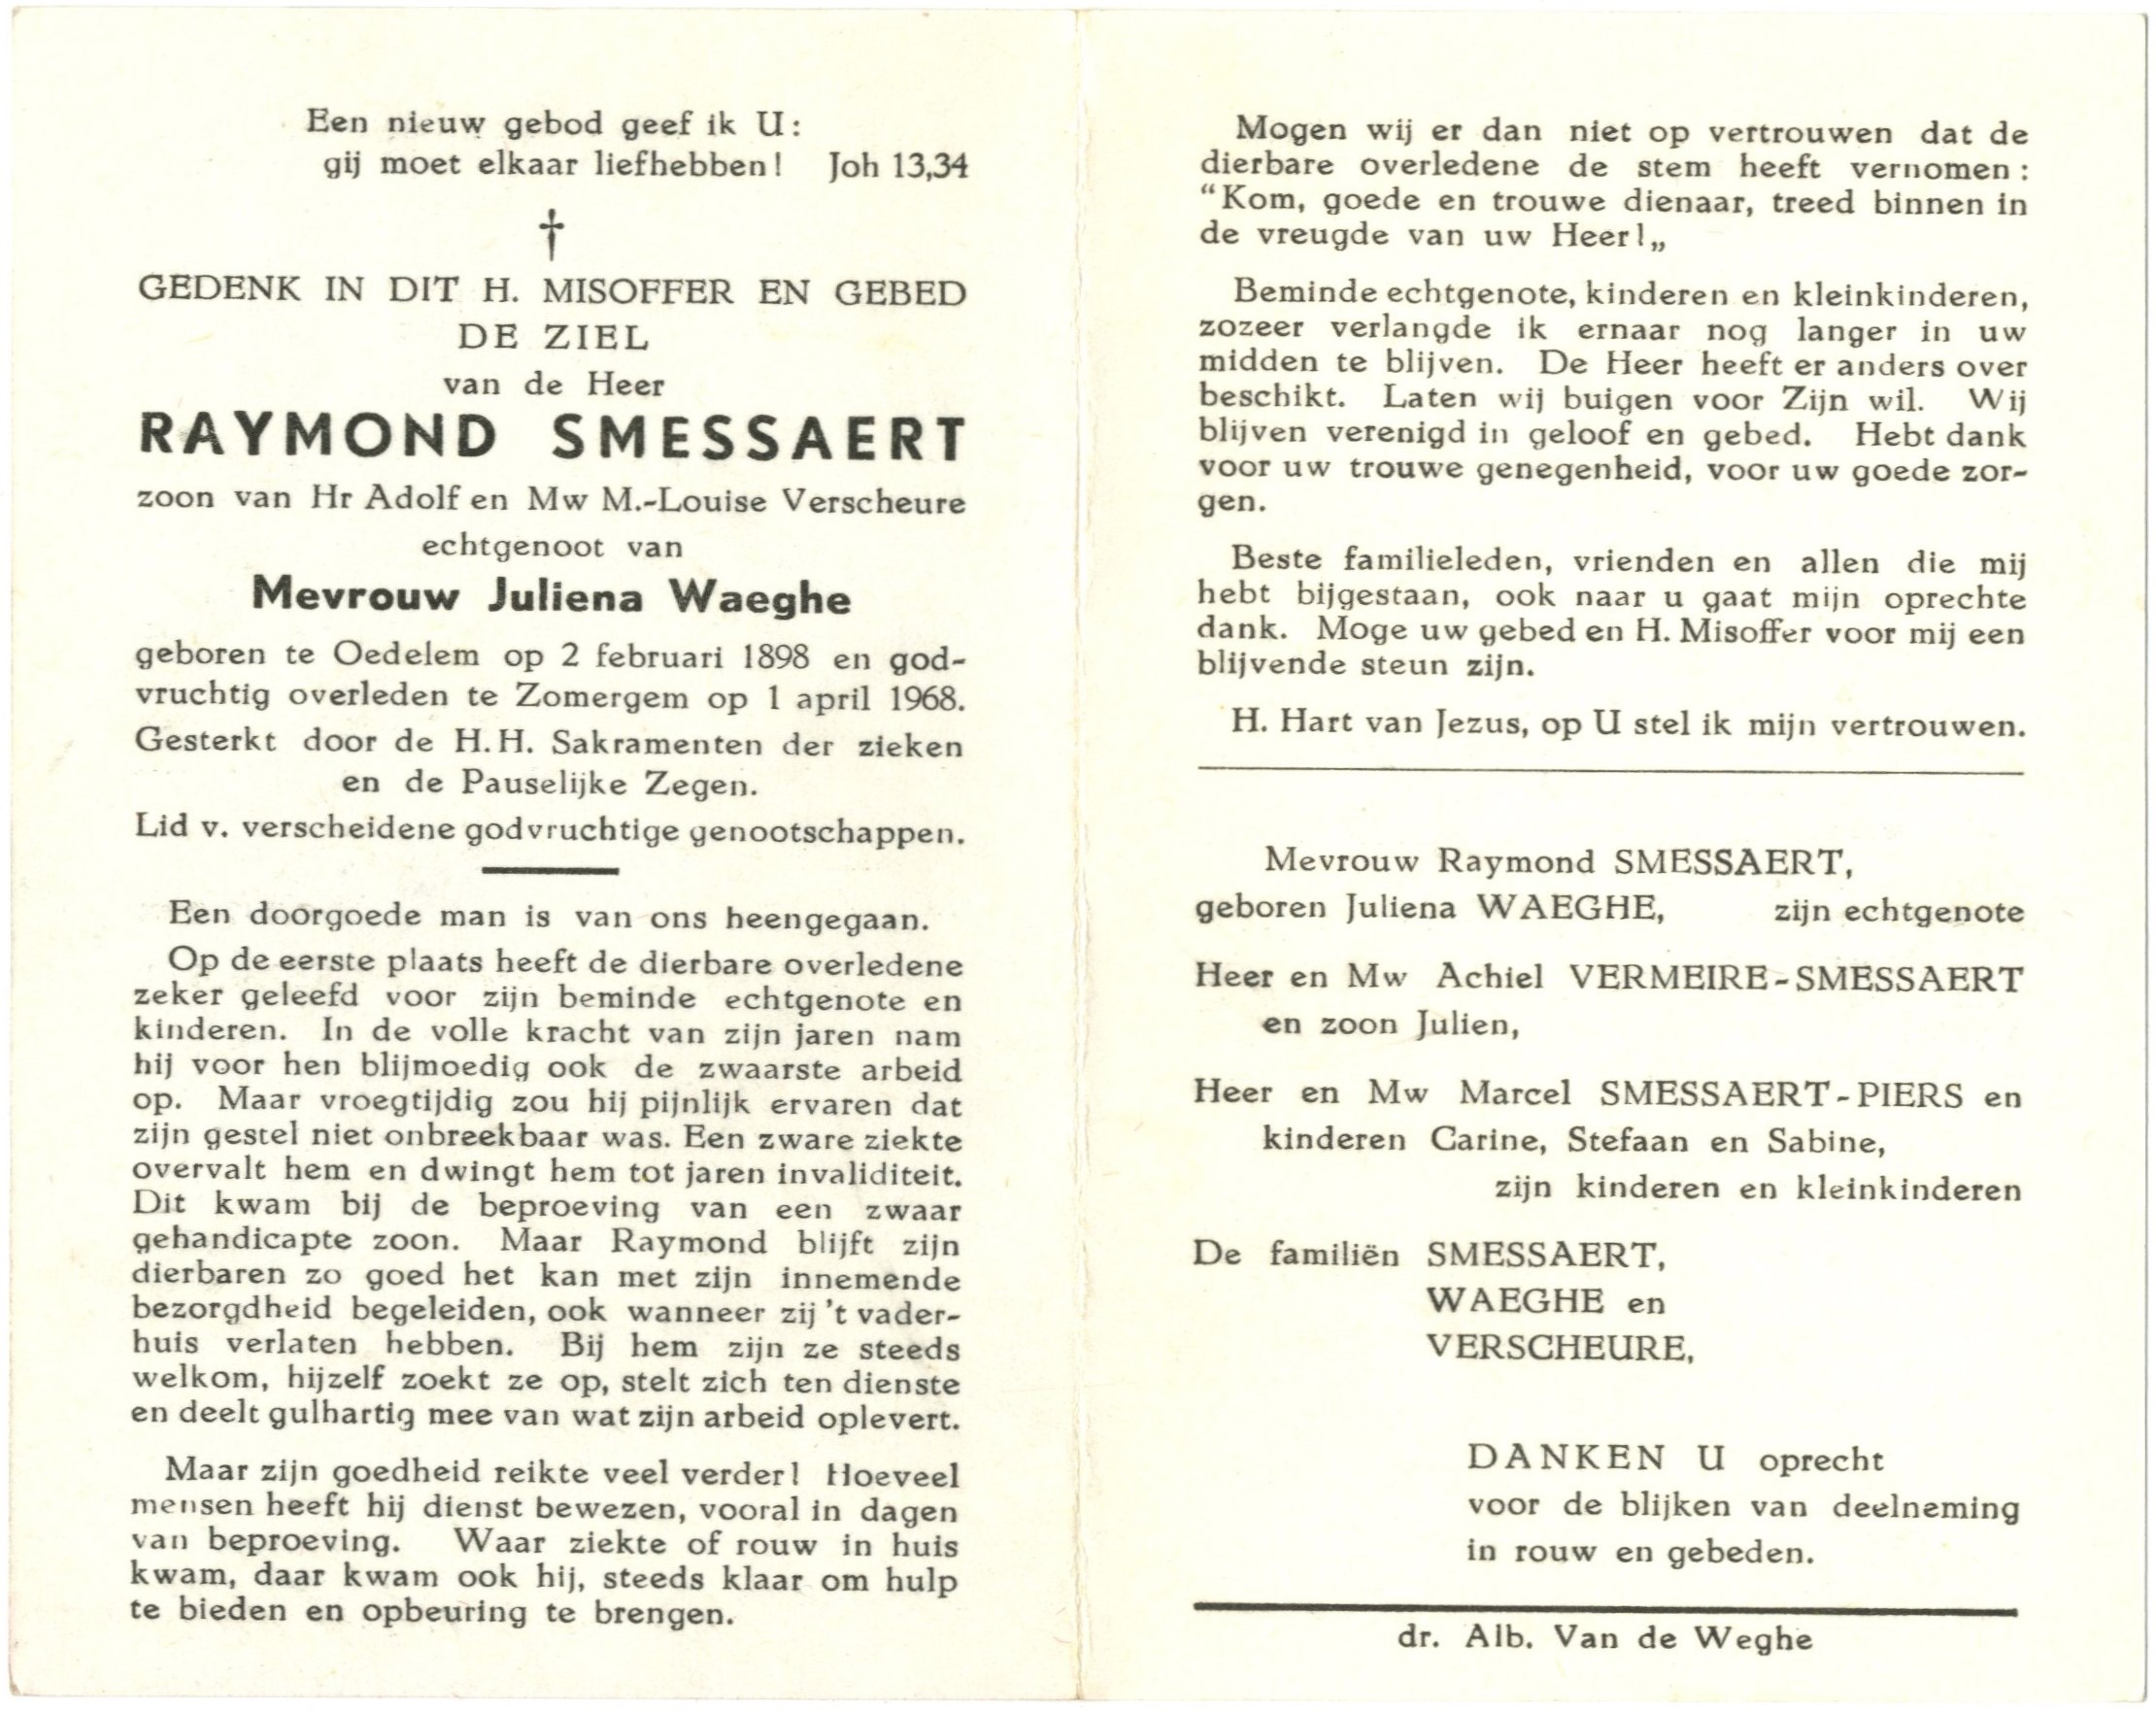 Een nieuw gebod geef ik U:
gij moet elkaar liefhebben! Joh 13,34
†
GEDENK IN DIT H. MISOFFER EN GEBED
DE ZIEL
van de Heer
RAYMOND SMESSAERT
zoon van Hr Adolf en Mw M.-Louise Verscheure
echtgenoot van
Mevrouw Juliena Waeghe
geboren te Oedelem op 2 februari 1898 en god-
vruchtig overleden te Zomergem op 1 april 1968.
Gesterkt door de H.H. Sakramenten der zieken
en de Pauselijke Zegen.
Lid v. verscheidene godvruchtige genootschappen.
Een doorgoede man is van ons heengegaan.
Op de eerste plaats heeft de dierbare overledene
zeker geleefd voor zijn beminde echtgenote en
kinderen. In de volle kracht van zijn jaren nam
hij voor hen blijmoedig ook de zwaarste arbeid
op. Maar vroegtijdig zou hij pijnlijk ervaren dat
zijn gestel niet onbreekbaar was. Een zware ziekte
overvalt hem en dwingt hem tot jaren invaliditeit.
Dit kwam bij de beproeving van een zwaar
gehandicapte zoon. Maar Raymond blijft zijn
dierbaren zo goed het kan met zijn innemende
bezorgdheid begeleiden, ook wanneer zij 't vader-
huis verlaten hebben. Bij hem zijn ze steeds
welkom, hijzelf zoekt ze op, stelt zich ten dienste
en deelt gulhartig mee van wat zijn arbeid oplevert.
Maar zijn goedheid reikte veel verder! Hoeveel
mensen heeft hij dienst bewezen, vooral in dagen
van beproeving. Waar ziekte of rouw in huis
kwam, daar kwam ook hij, steeds klaar om hulp
te bieden en opbeuring te brengen.
Mogen wij er dan niet op vertrouwen dat de
dierbare overledene de stem heeft vernomen:
“Kom, goede en trouwe dienaar, treed binnen in
de vreugde van uw Heer!„
Beminde echtgenote, kinderen en kleinkinderen,
zozeer verlangde ik ernaar nog langer in uw
midden te blijven. De Heer heeft er anders over
beschikt. Laten wij buigen voor Zijn wil. Wij
blijven verenigd in geloof en gebed. Hebt dank
voor uw trouwe genegenheid, voor uw goede zor-
gen.
Beste familieleden, vrienden en allen die mij
hebt bijgestaan, ook naar u gaat mijn oprechte
dank. Moge uw gebed en H. Misoffer voor mij een
blijvende steun zijn.
H. Hart van Jezus, op U stel ik mijn vertrouwen.
Mevrouw Raymond SMESSAERT,
geboren Juliena WAEGHE, zijn echtgenote
Heer en Mw Achiel VERMEIRE-SMESSAERT
en zoon Julien,
Heer en Mw Marcel SMESSAERT-PIERS en
kinderen Carine, Stefaan en Sabine,
zijn kinderen en kleinkinderen
De familiën SMESSAERT,
WAEGHE en
VERSCHEURE,
DANKEN U oprecht
voor de blijken van deelneming
in rouw en gebeden.
dr. Alb. Van de Weghe